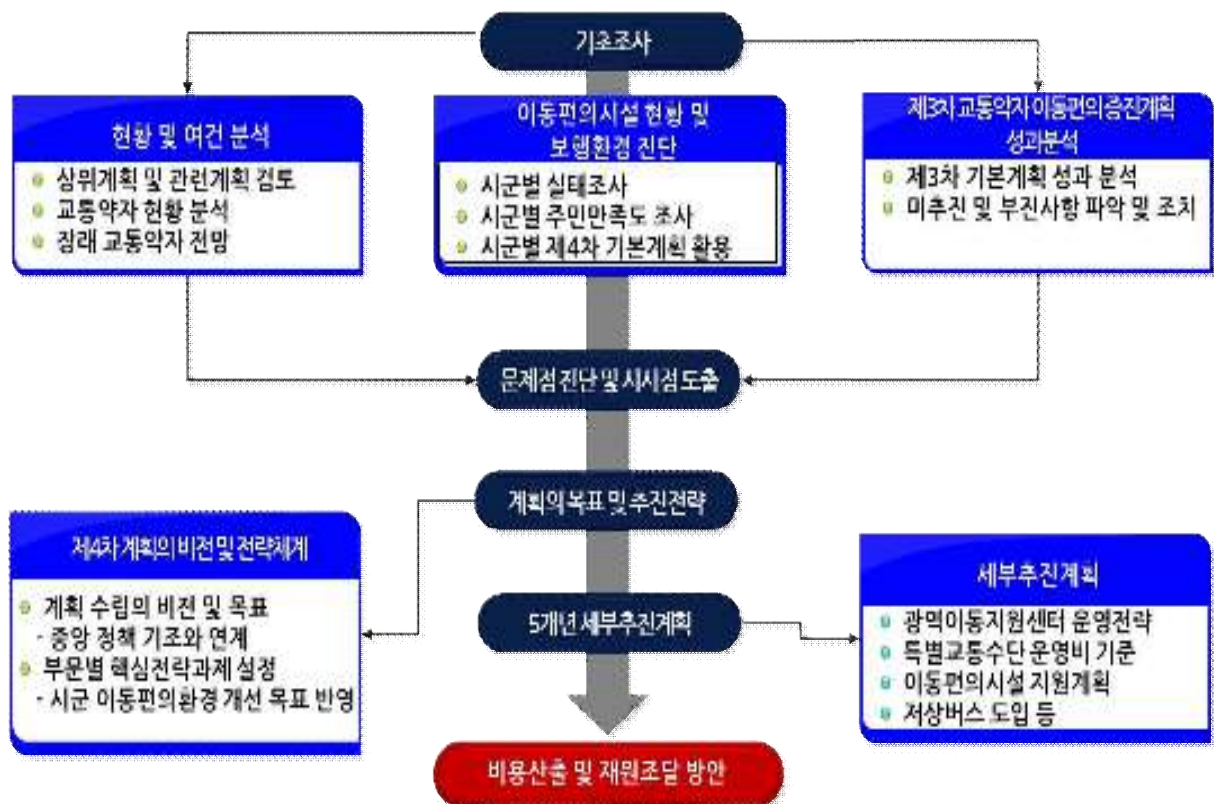 기초조사
현황 및 여건 분석
상위계획 및 관련계획 검토
교통약자 현황 분석
장래 교통약자 전망
이동편의시설 현황 및
보행환경 진단
시군별 실태조사
시군별 주민만족도 조사
시군별 제4차 기본계획 활용
제3차 교통약자 이동편의 증진계획
성과분석
제3차 기본계획 성과 분석
미추진 및 부진사항 파악 및 조치
문제점 진단 및 시사점 도출
계획의 목표 및 추진전략
제4차 계획의 비전 및 전략체계
계획 수립의 비전 및 목표
- 중앙 정책 기조와 연계
부문별 핵심전략과제 설정
- 시군 이동편의환경 개선 목표 반영
5개년 세부추진계획
세부추진계획
광역이동지원센터 운영전략
특별교통수단 운영비 기준
이동편의시설 지원계획
저상버스 도입 등
비용산출 및 재원조달 방안